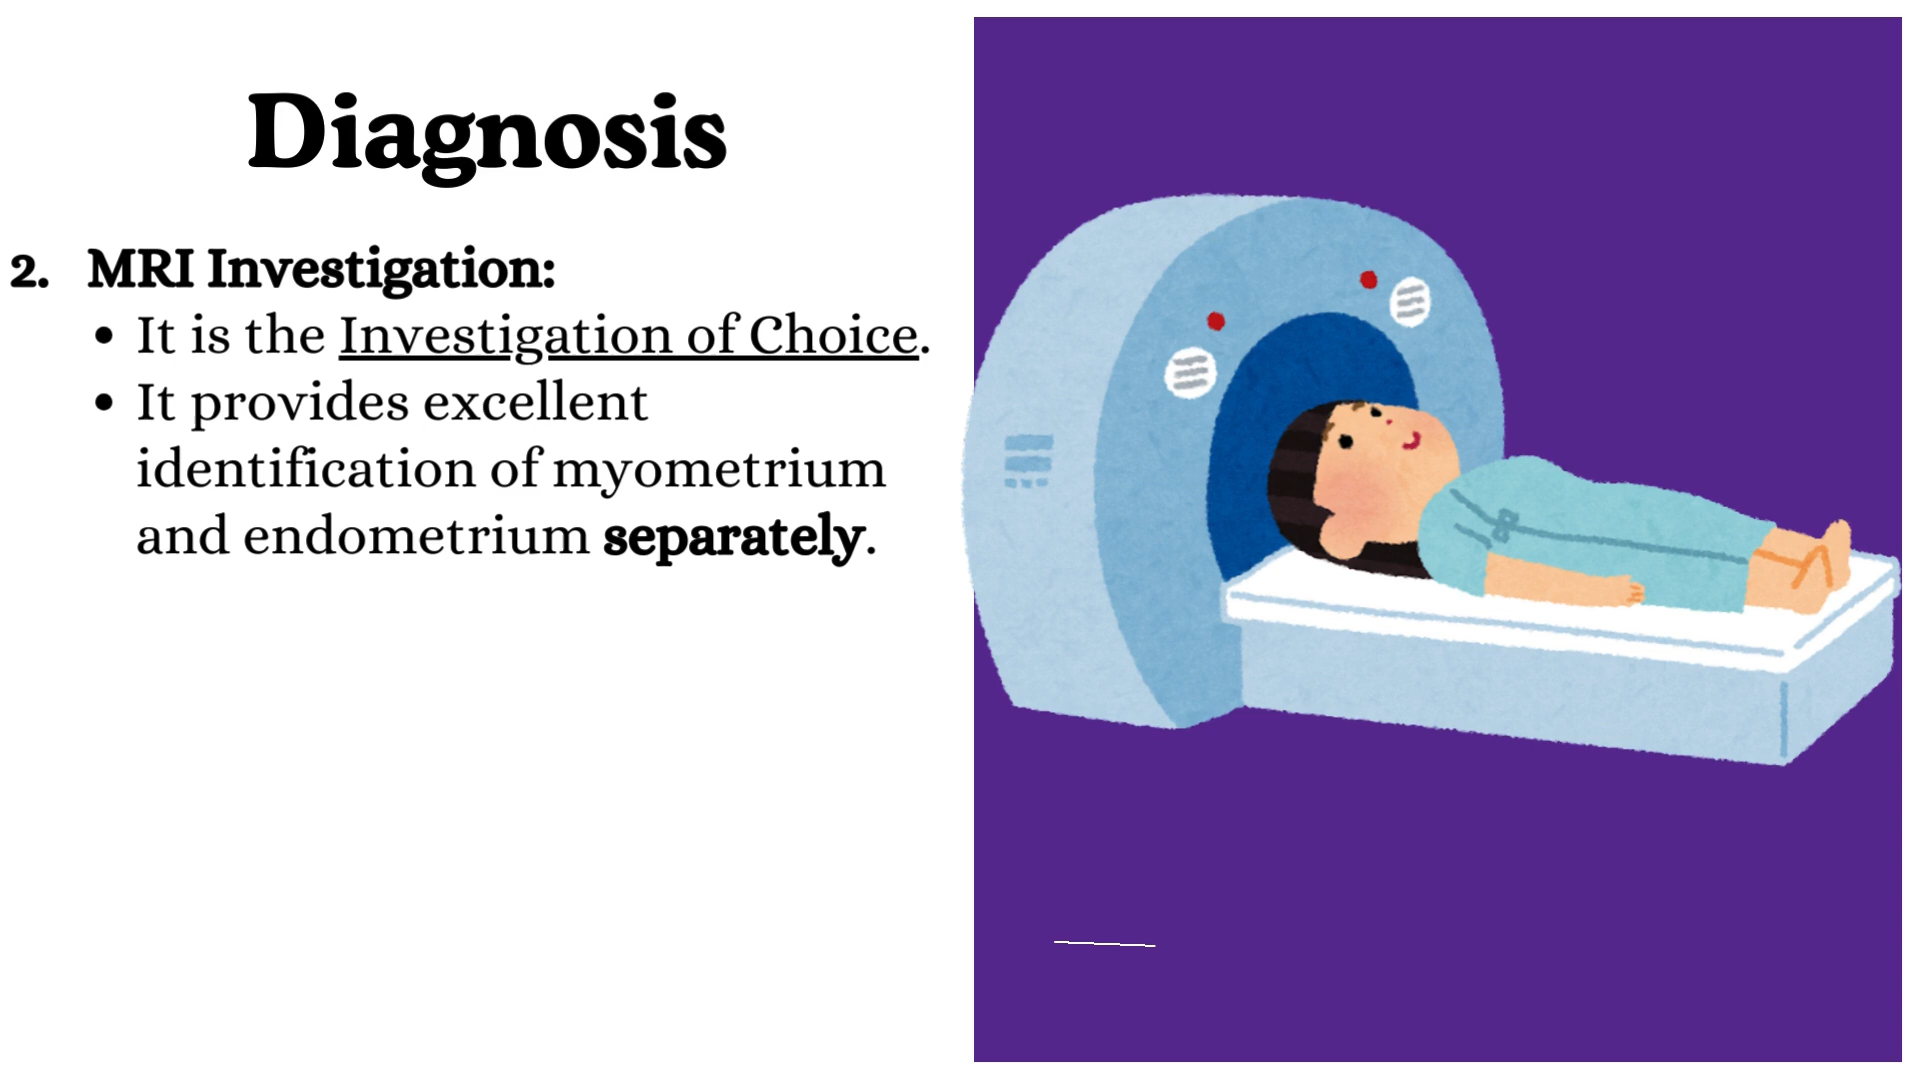 Diagnosis
2. MRI Investigation:
• It is the Investigation of Choice.
• It provides excellent
identification of myometrium
and endometrium separately.